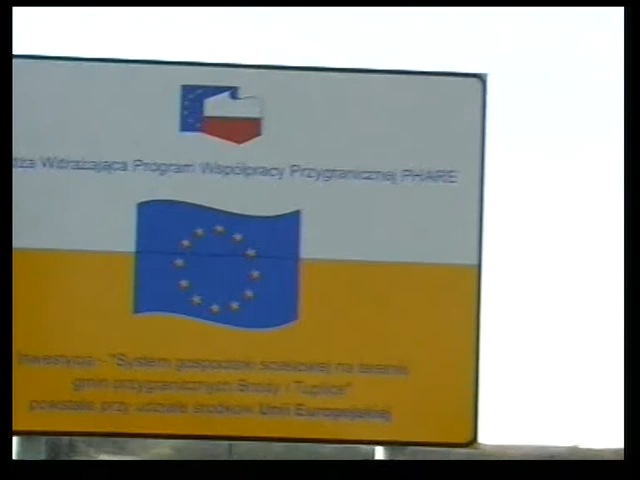 dza Wdrażająca Program Współpracy Przygranicznej PHARE
Inwestycja - "System gospodarki ściekowej na terenie
gmin przygranicznych Brody i Tuplice"
powstała przy udziale środków Unii Europejskiej